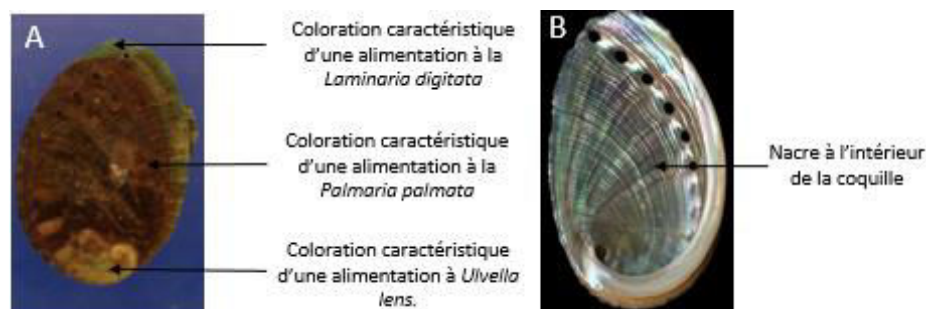 A
Coloration caractéristique
d'une alimentation à la
Laminaria digitata
Coloration caractéristique
d'une alimentation à la
Palmaria palmata
Coloration caractéristique
d'une alimentation à Ulvella
lens.
B
Nacre à l'intérieur
de la coquille